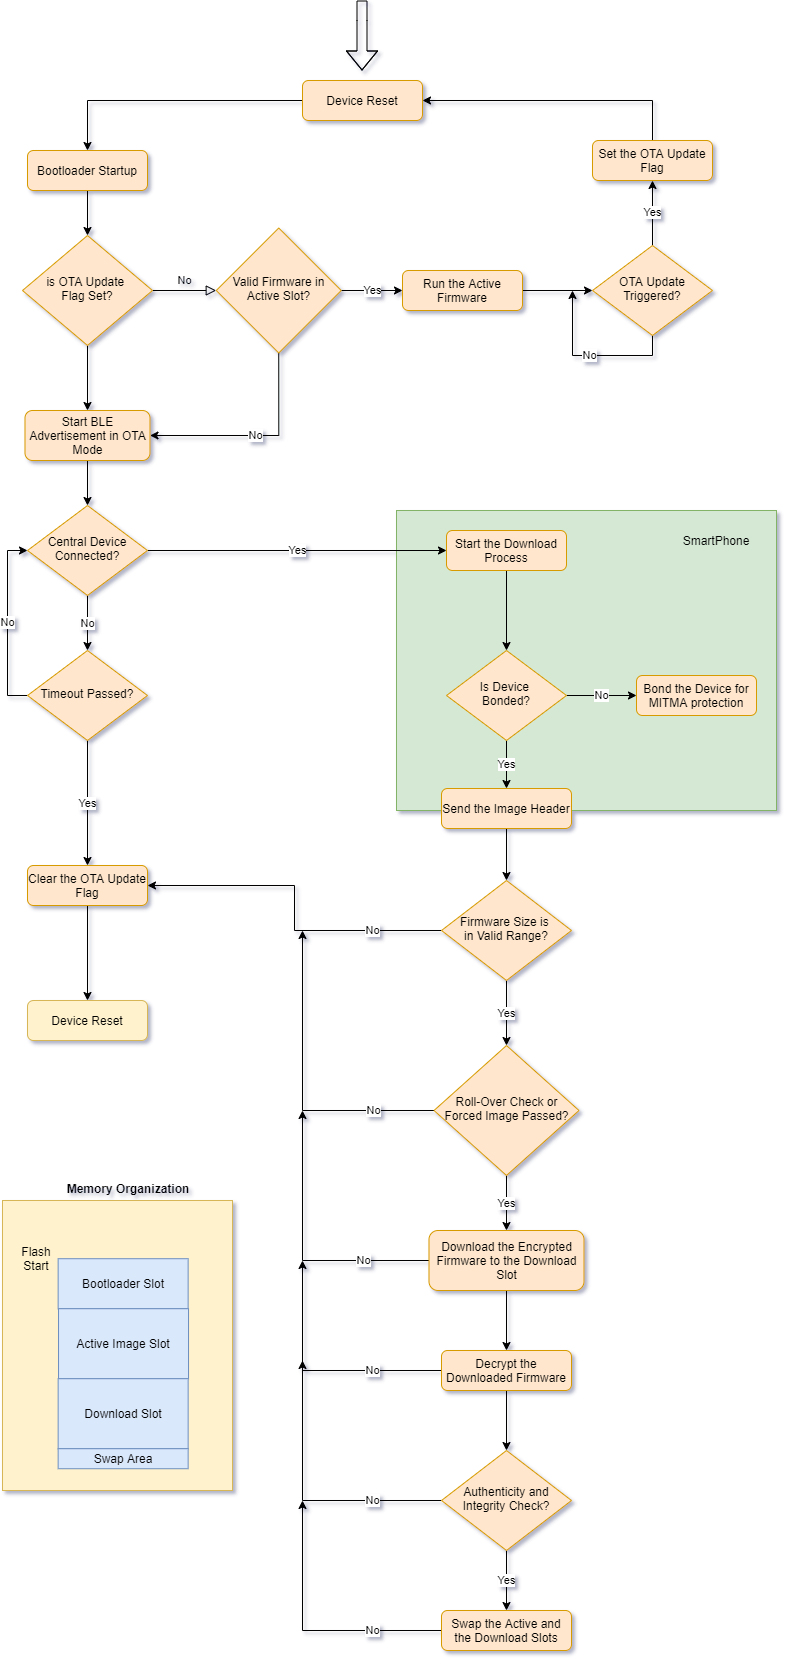 Device Reset
Set the OTA Update
Flag
Bootloader Startup
Yes
is OTA Update
Flag Set?
No
Valid Firmware in
Active Slot?
Yes
Run the Active
Firmware
OTA Update
Triggered?
No
Start BLE
Advertisement in OTA
Mode
No
Central Device
Connected?
Yes
Start the Download
Process
SmartPhone
No
No
Timeout Passed?
Is Device
Bonded?
No
Bond the Device for
MITMA protection
Yes
Yes
Send the Image Header
Clear the OTA Update
Flag
No
Firmware Size is
in Valid Range?
Yes
Device Reset
No
Roll-Over Check or
Forced Image Passed?
Yes
Memory Organization
Flash
Start
Bootloader Slot
Active Image Slot
Download Slot
Swap Area
No
Download the Encrypted
Firmware to the Download
Slot
No
Decrypt the
Downloaded Firmware
No
Authenticity and
Integrity Check?
Yes
No
Swap the Active and
the Download Slots